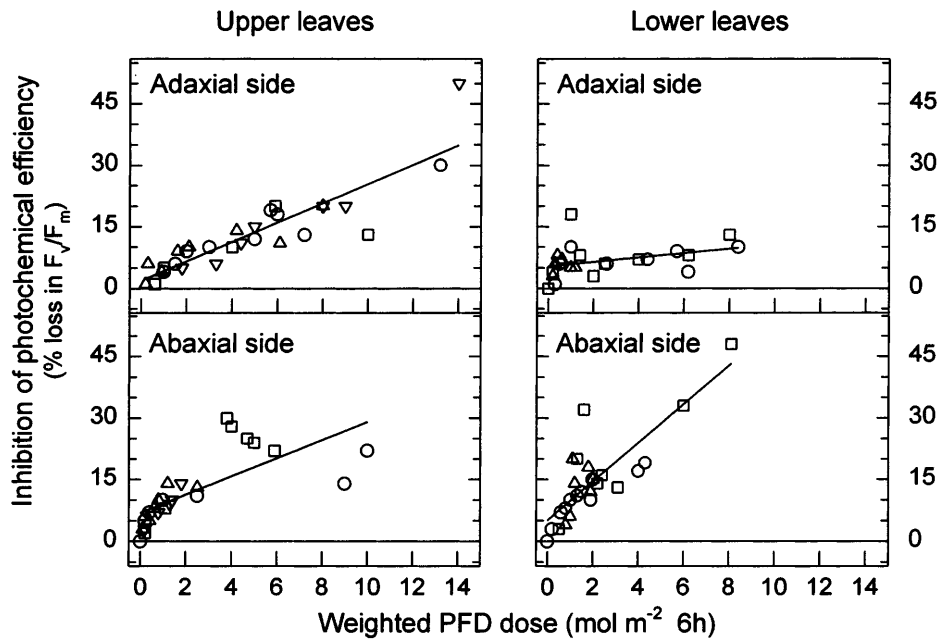 Upper leaves
Lower leaves
Inhibition of photochemical efficiency
(% loss in Fv/Fm)
Adaxial side
45
30
15
0
Adaxial side
45
30
15
0
Abaxial side
45
30
15
0
Abaxial side
45
30
15
0
0 2 4 6 8 10 12 14
0 2 4 6 8 10 12 14
Weighted PFD dose (mol m⁻² 6h)